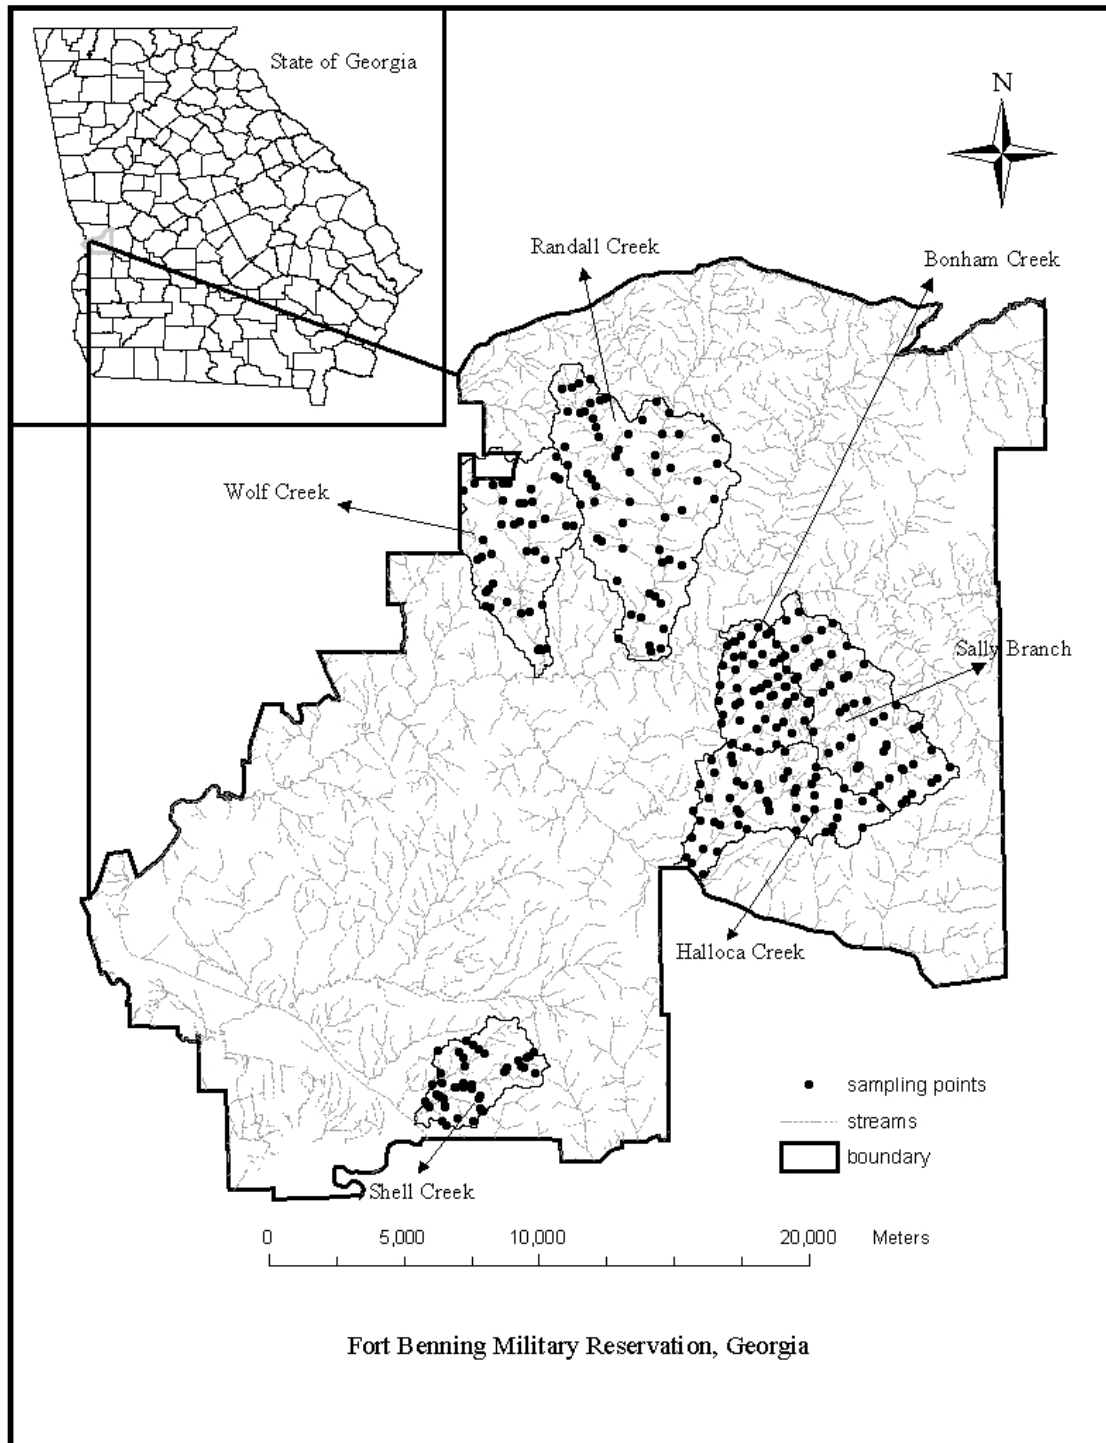 State of Georgia
N
Randall Creek
Bonham Creek
Wolf Creek
Sally Branch
Halloca Creek
sampling points
streams
boundary
Shell Creek
0 5,000 10,000 20,000 Meters
Fort Benning Military Reservation, Georgia